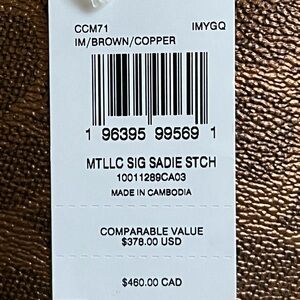 CCM71 IMYGQ
IM/BROWN/COPPER
1 96395 99569 1
MTLLC SIG SADIE STCH
10011289CA03
MADE IN CAMBODIA
COMPARABLE VALUE
$378.00 USD
$460.00 CAD